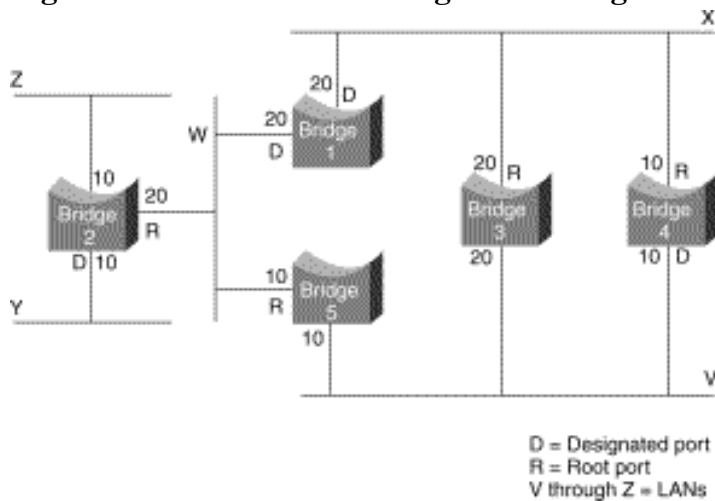 X
Z
20 D
20
W
Bridge
1
D
10
20
20 R
10 R
Bridge
2
R
Bridge
3
Bridge
4
D 10
10
R
Bridge
5
20
10 D
Y
10
V
D = Designated port
R = Root port
V through Z = LANs